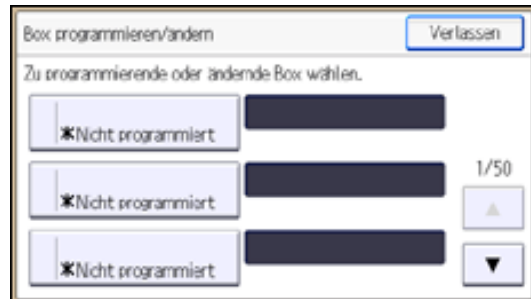 Box programmieren/ändern
Verlassen
Zu programmierende oder ändernde Box wählen.
✱Nicht programmiert
1/50
✱Nicht programmiert
✱Nicht programmiert